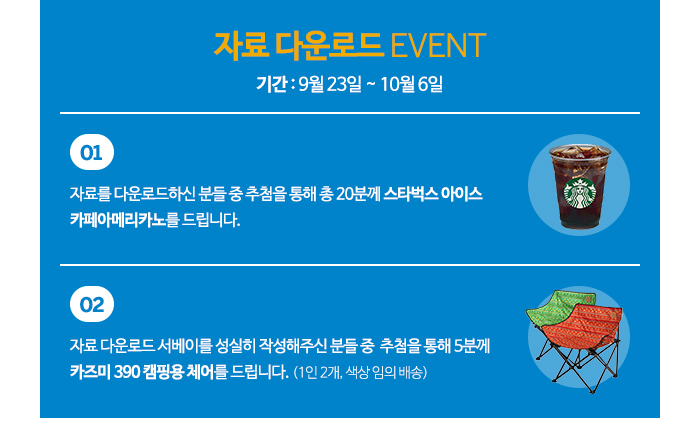 자료 다운로드 EVENT
기간 : 9월 23일 ~ 10월 6일
01
자료를 다운로드하신 분들 중 추첨을 통해 총 20분께 스타벅스 아이스
카페아메리카노를 드립니다.
02
자료 다운로드 서베이를 성실히 작성해주신 분들 중 추첨을 통해 5분께
카즈미 390 캠핑용 체어를 드립니다. (1인 2개, 색상 임의 배송)